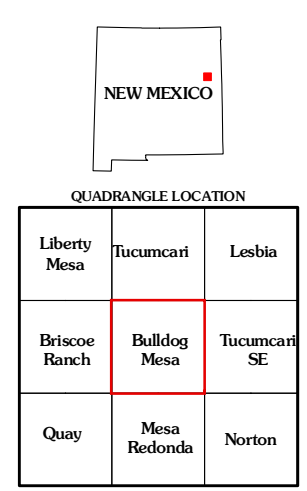 NEW MEXICO
QUADRANGLE LOCATION
Liberty
Mesa
Tucumcari
Lesbia
Briscoe
Ranch
Bulldog
Mesa
Tucumcari
SE
Quay
Mesa
Redonda
Norton